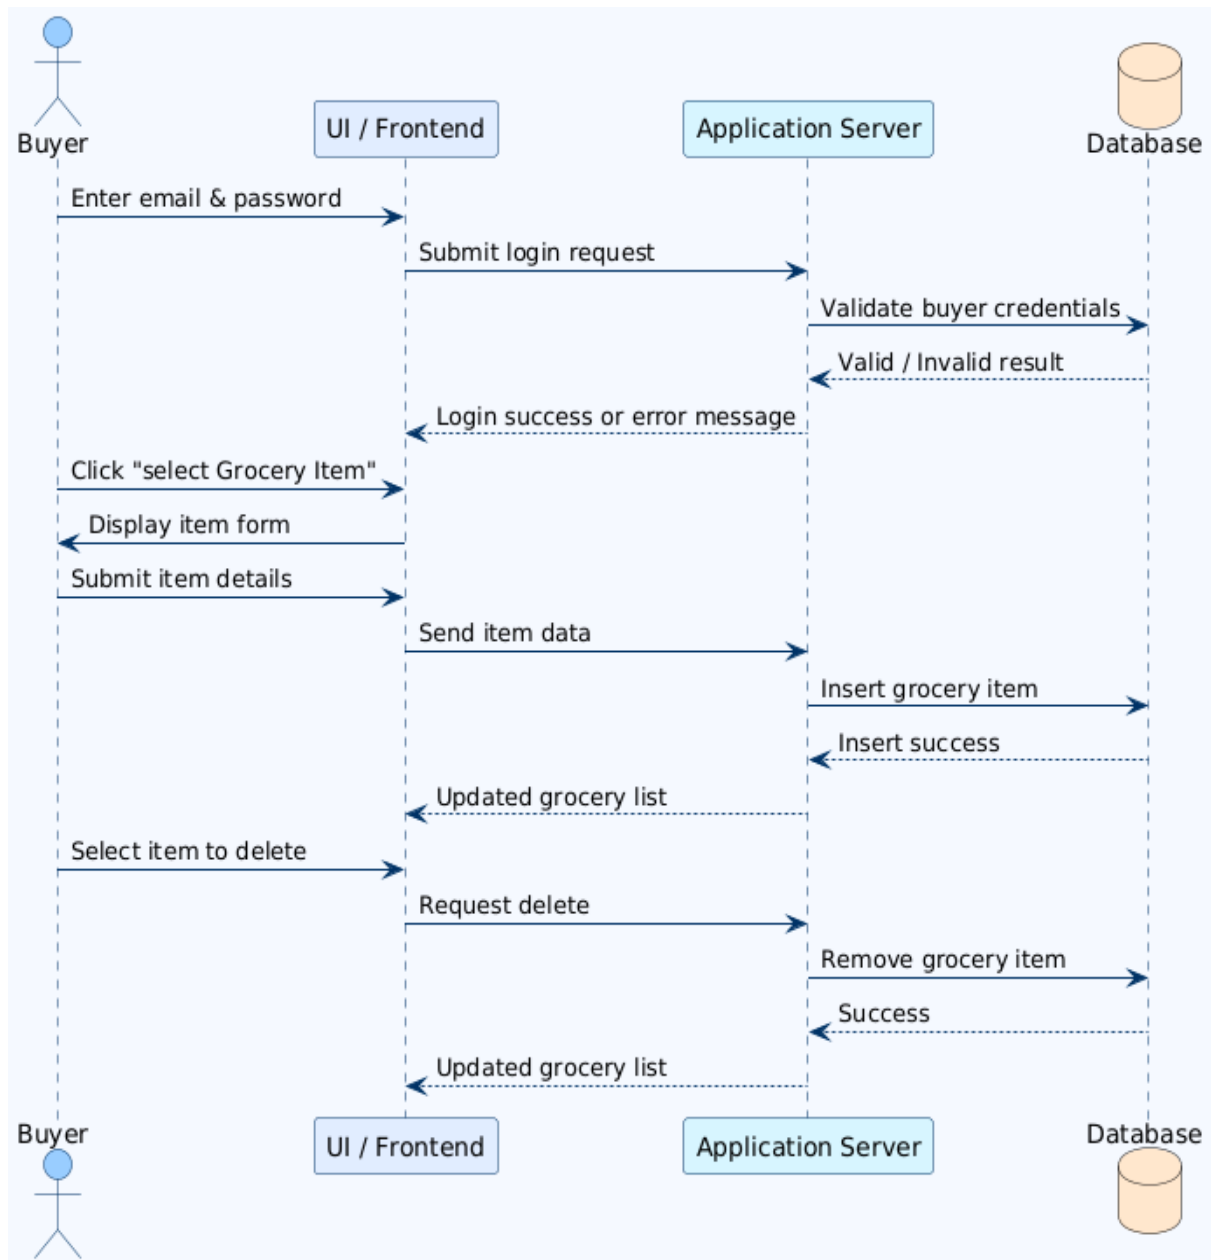 Buyer
UI / Frontend
Application Server
Database
Enter email & password
Submit login request
Validate buyer credentials
Valid / Invalid result
Login success or error message
Click "select Grocery Item"
Display item form
Submit item details
Send item data
Insert grocery item
Insert success
Updated grocery list
Select item to delete
Request delete
Remove grocery item
Success
Updated grocery list
Buyer
UI / Frontend
Application Server
Database